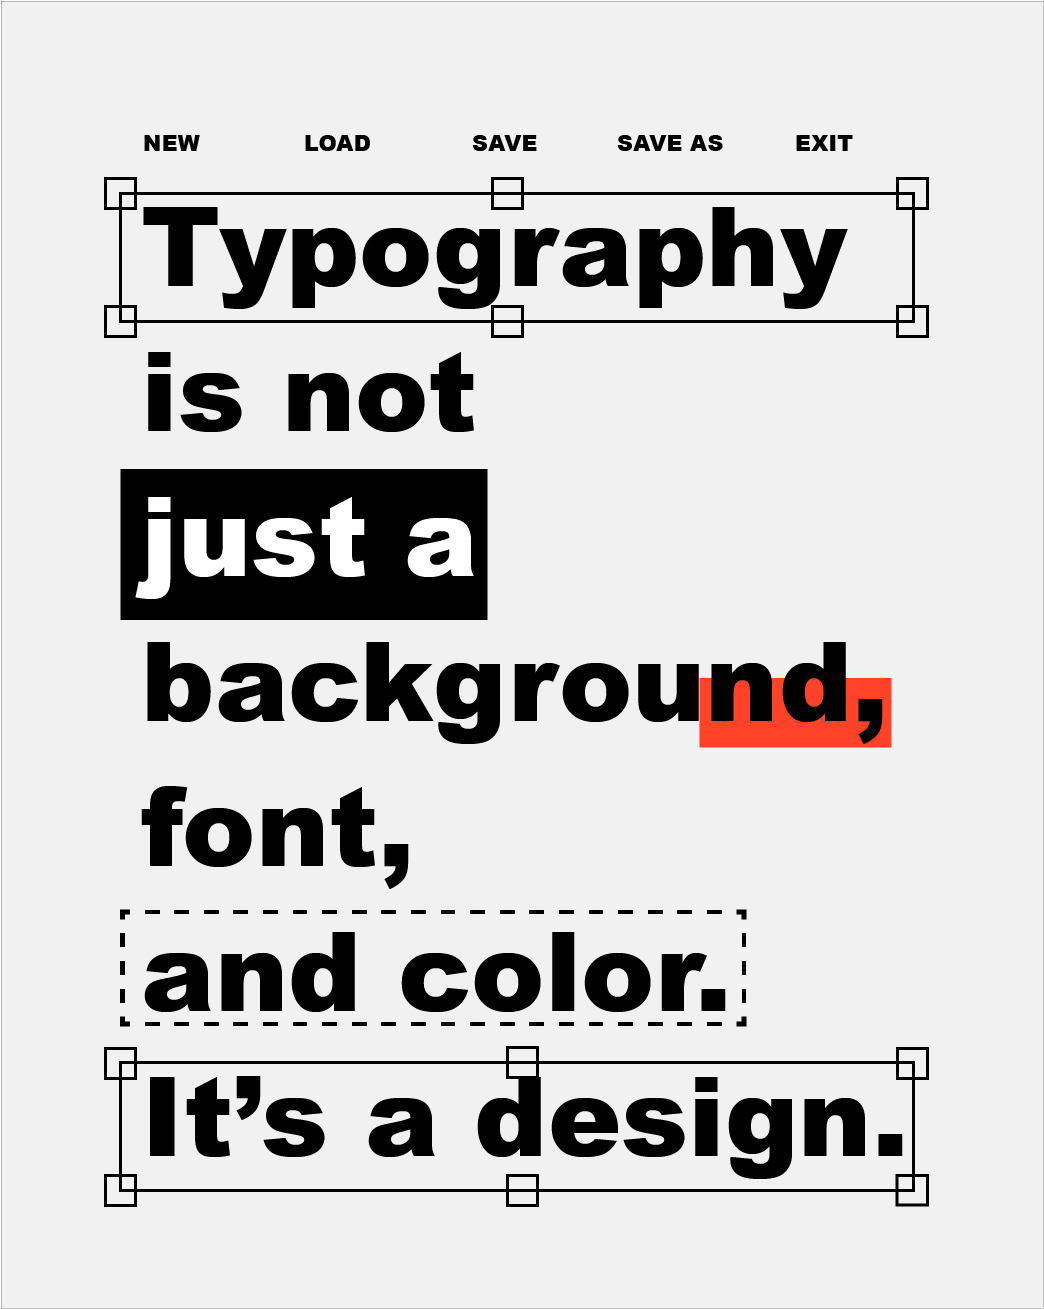 NEW LOAD SAVE SAVE AS EXIT
Typography
is not
just a
background,
font,
and color.
It’s a design.